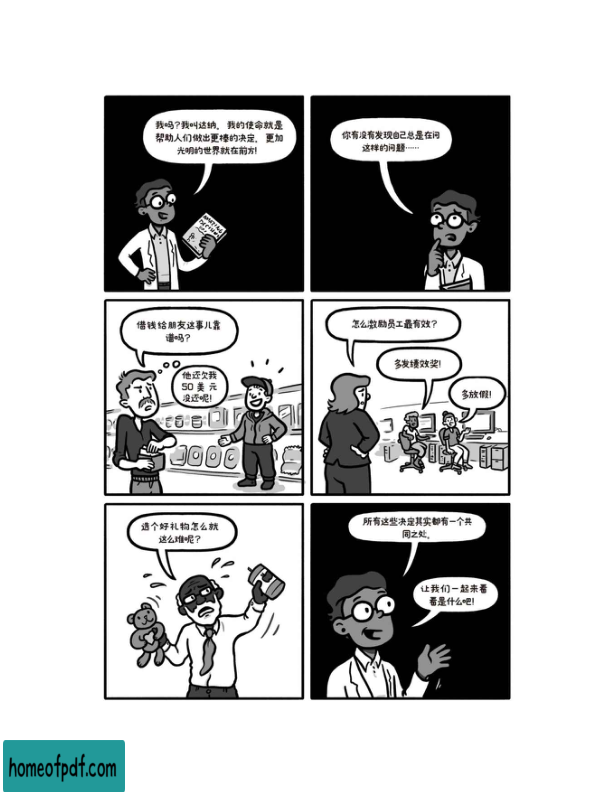 我吗？我叫达纳。我的使命就是
帮助人们做出更棒的决定。更加
光明的世界就在前方！
你有没有发现自己总是在问
这样的问题……
借钱给朋友这事儿靠
谱吗？
他还欠我
50 美 元
没还呢！
怎么激励员工最有效？
多发绩效奖！
多放假！
选个好礼物怎么就
这么难呢？
所有这些决定其实都有一个共
同之处。
让我们一起来看
看是什么吧！
homeofpdf.com